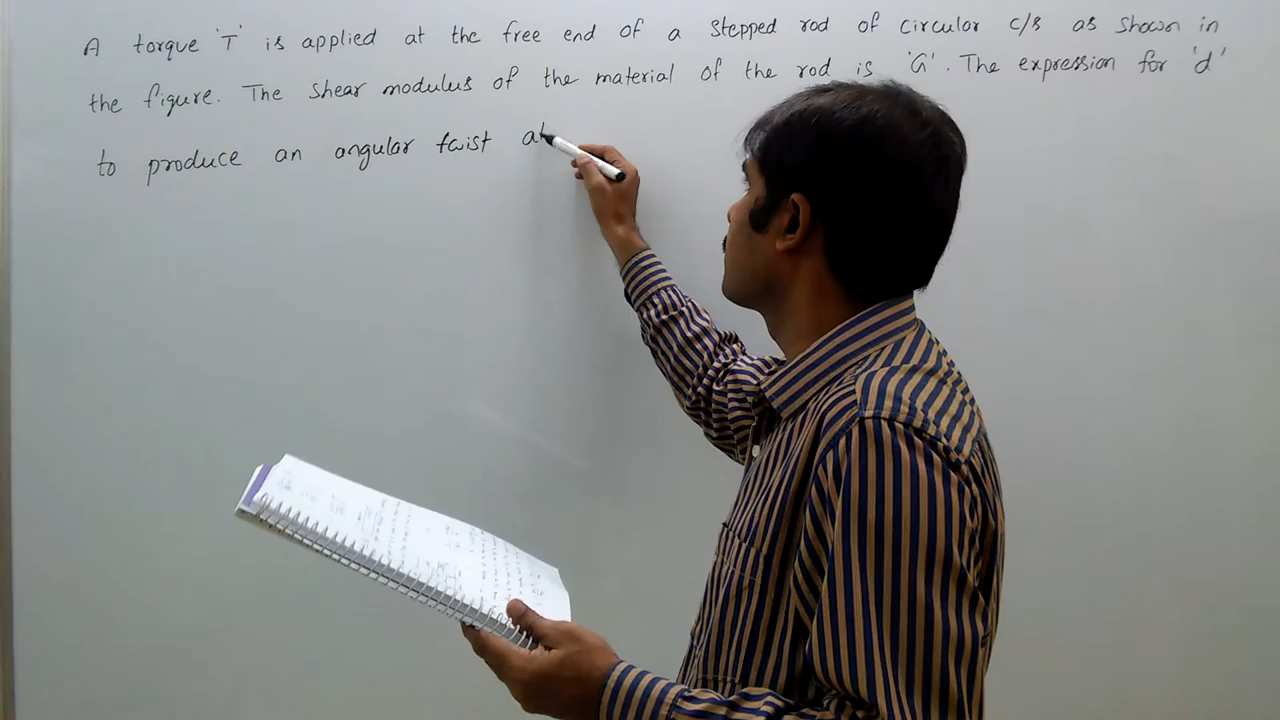 A torque 'T' is applied at the free end of a stepped rod of circular c/s as shown in
the figure. The shear modulus of the material of the rod is 'G'. The expression for 'd'
to produce an angular twist at